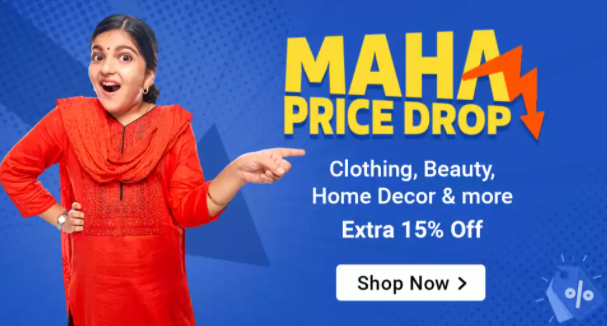 MAHA
PRICE DROP
Clothing, Beauty,
Home Decor & more
Extra 15% Off
Shop Now >
%